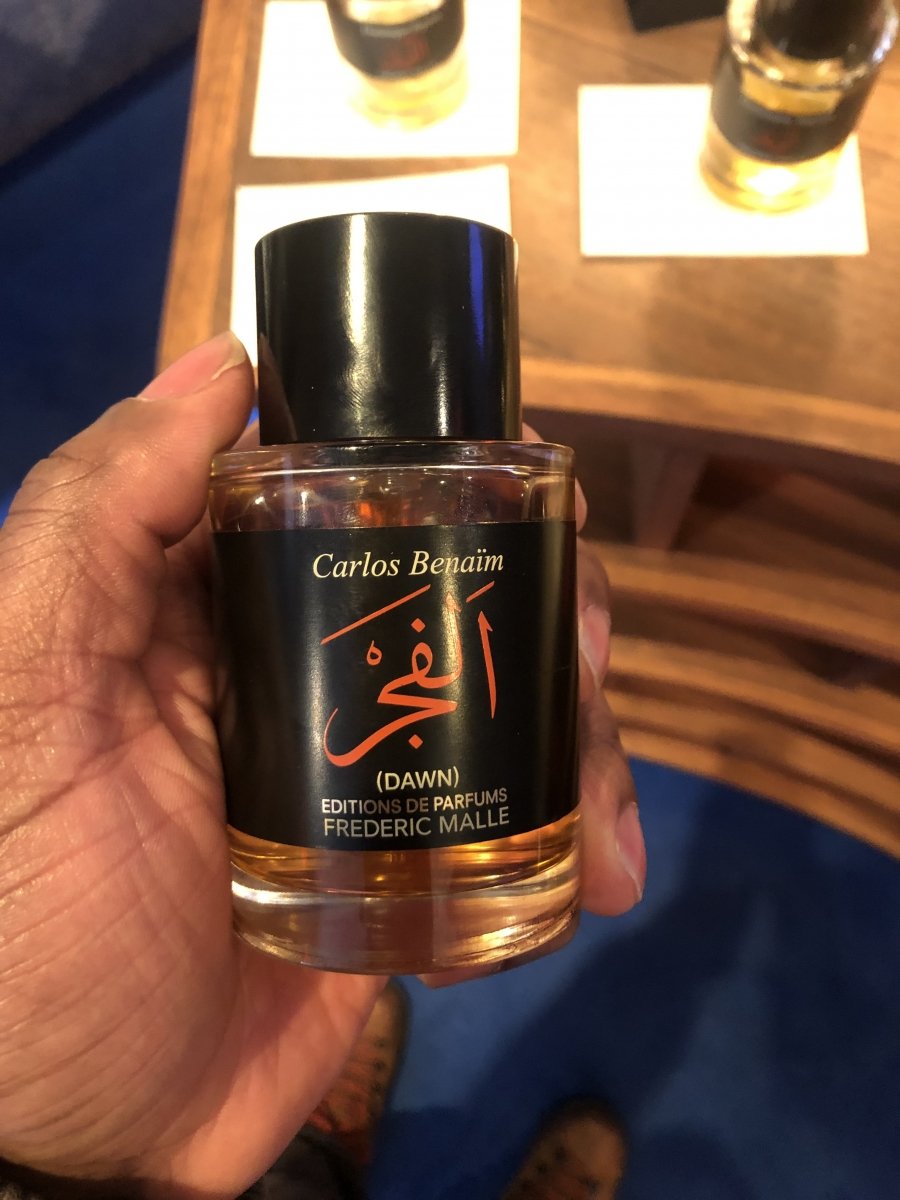 Carlos Benaïm
الفجر
(DAWN)
EDITIONS DE PARFUMS
FREDERIC MALLE